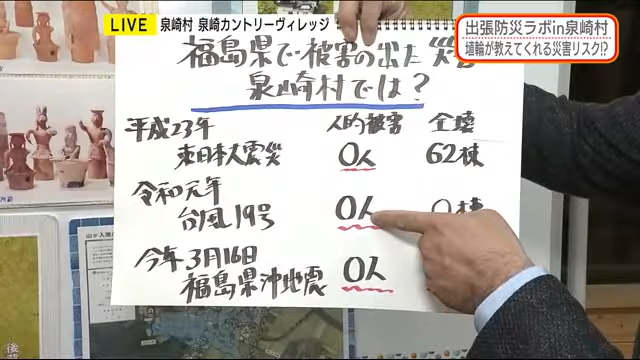 LIVE 泉崎村 泉崎カントリーヴィレッジ
出張防災ラボin泉崎村
埴輪が教えてくれる災害リスク!?
福島県で被害の出た災
泉崎村では?
人的被害 全壊
平成23年
東日本大震災 0人 62棟
令和元年
台風19号 0人 0棟
今年3月16日
福島県沖地震 0人